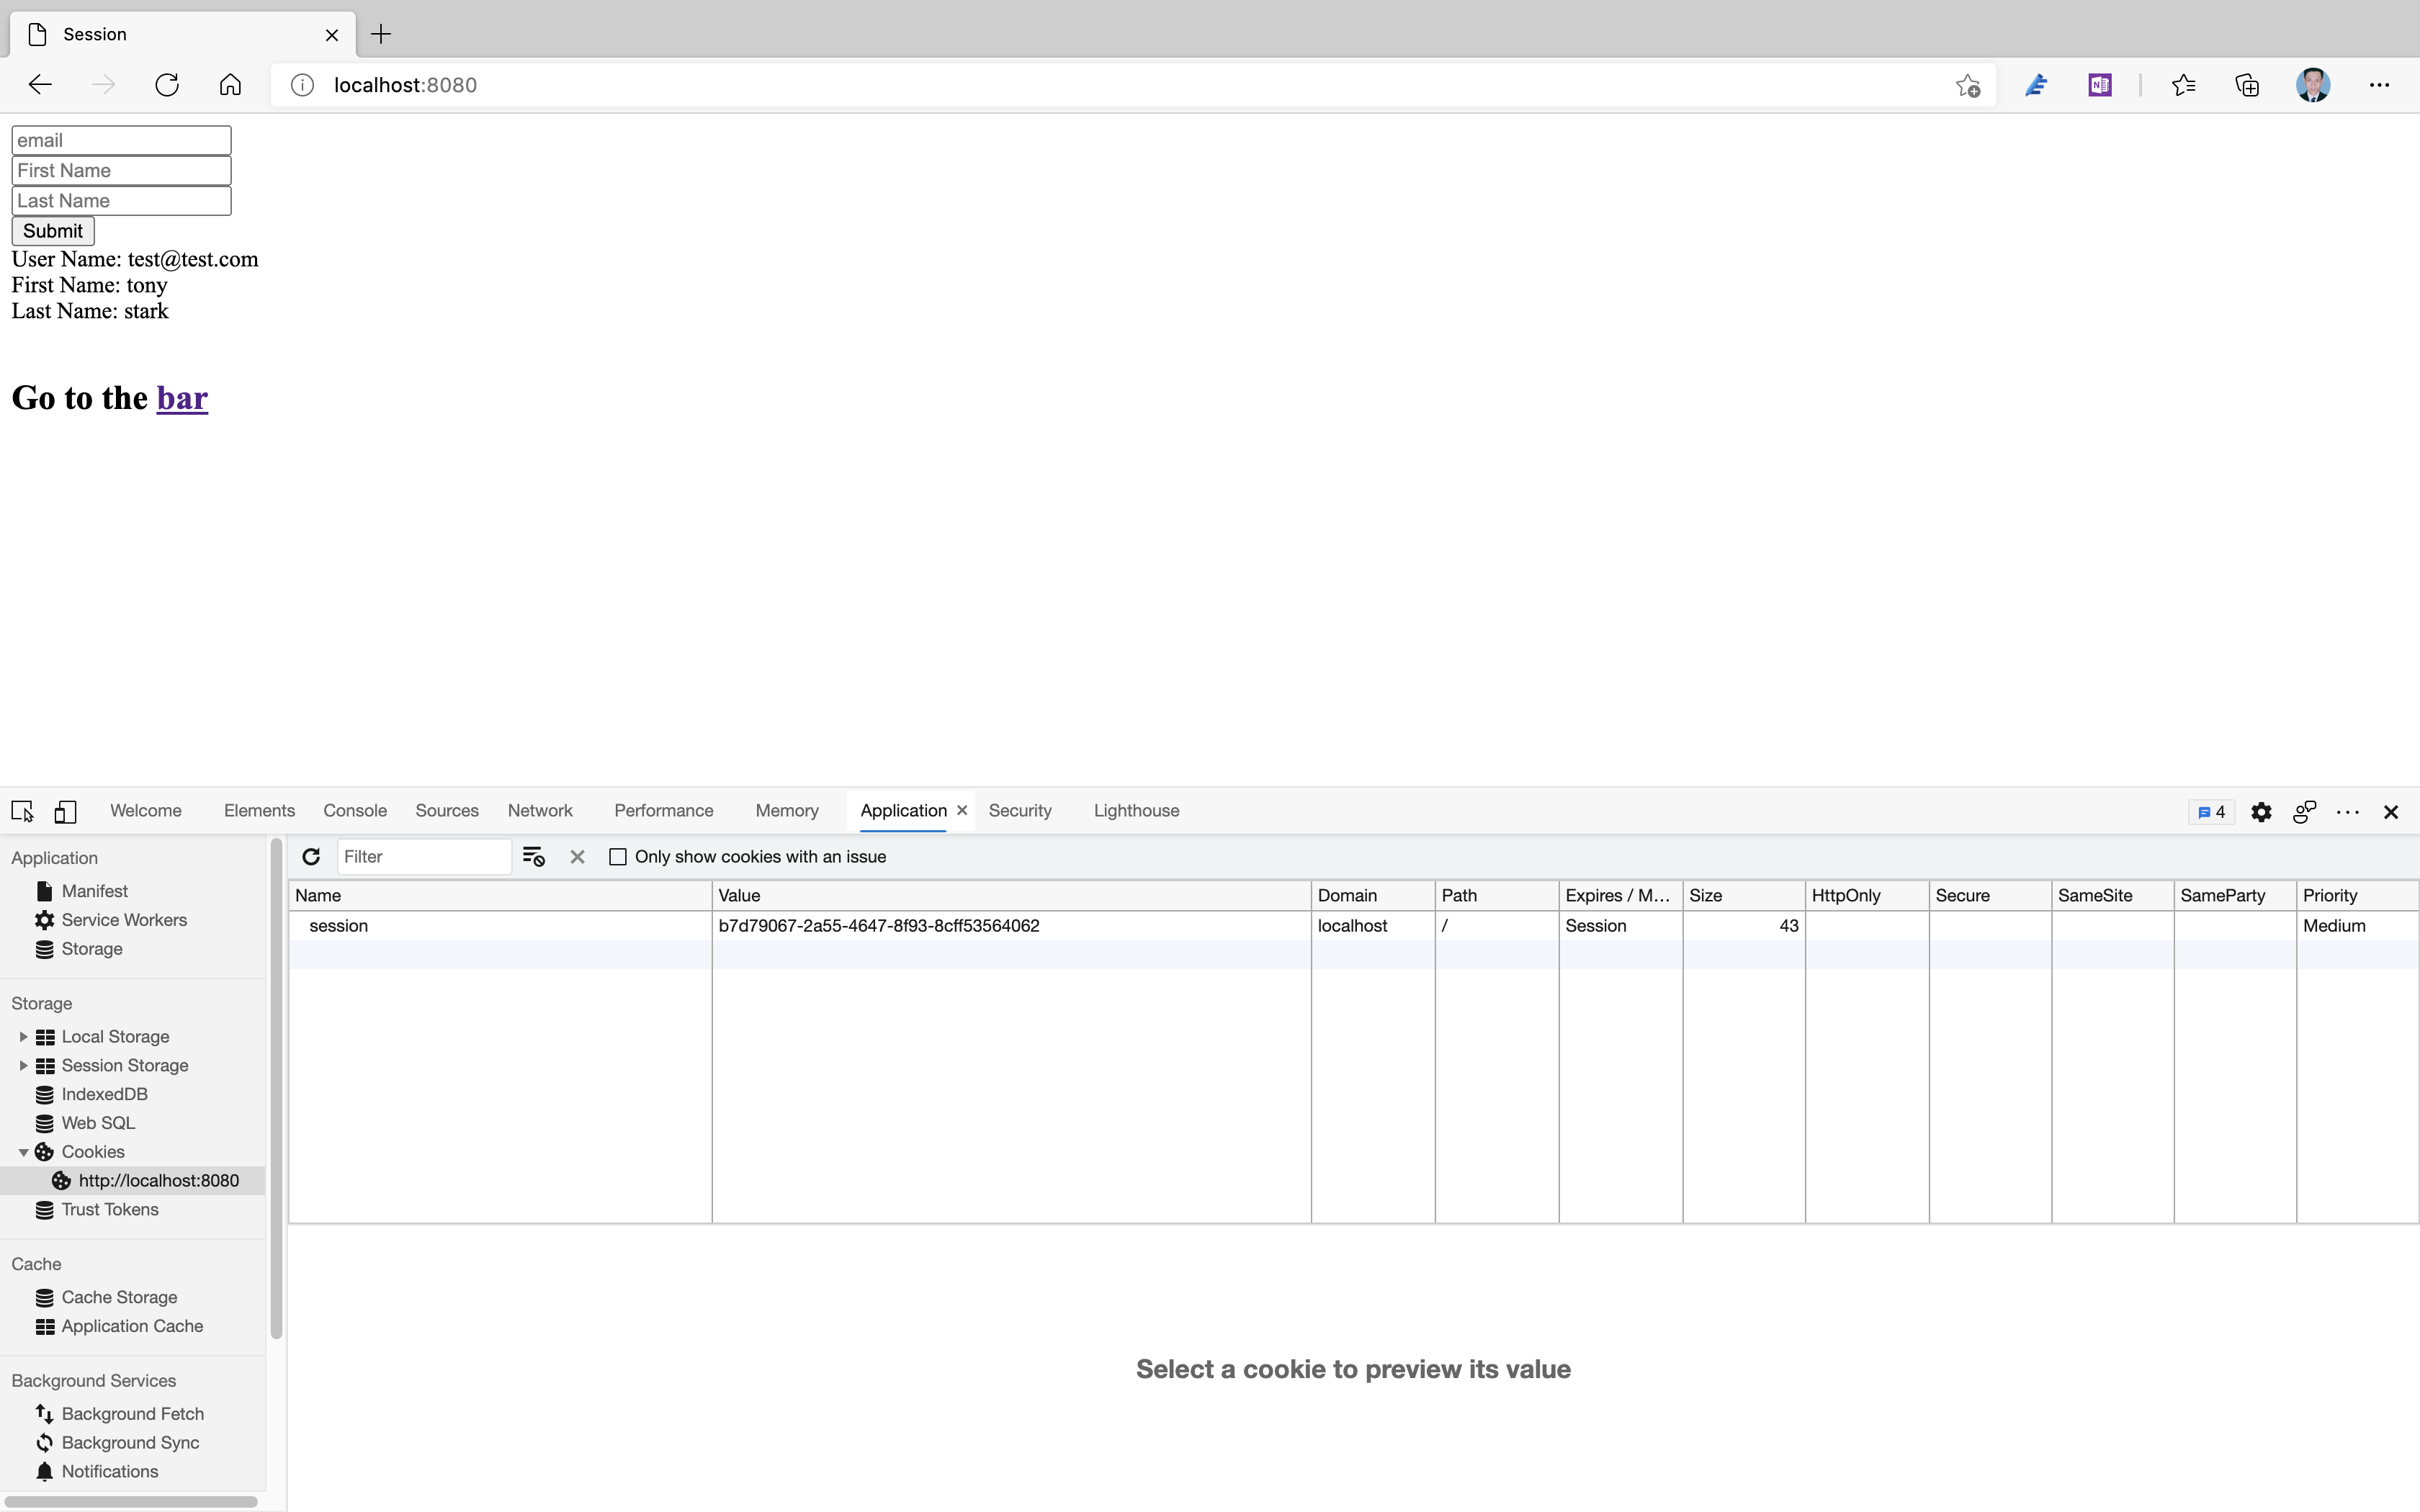 Session
localhost:8080
email
First Name
Last Name
Submit
User Name: test@test.com
First Name: tony
Last Name: stark
Go to the bar
Welcome Elements Console Sources Network Performance Memory Application Security Lighthouse 4
Application
Manifest
Service Workers
Storage
Storage
Local Storage
Session Storage
IndexedDB
Web SQL
Cookies
http://localhost:8080
Trust Tokens
Cache
Cache Storage
Application Cache
Background Services
Background Fetch
Background Sync
Notifications
Filter Only show cookies with an issue
Name Value Domain Path Expires / M... Size HttpOnly Secure SameSite SameParty Priority
session b7d79067-2a55-4647-8f93-8cff53564062 localhost / Session 43 Medium
Select a cookie to preview its value